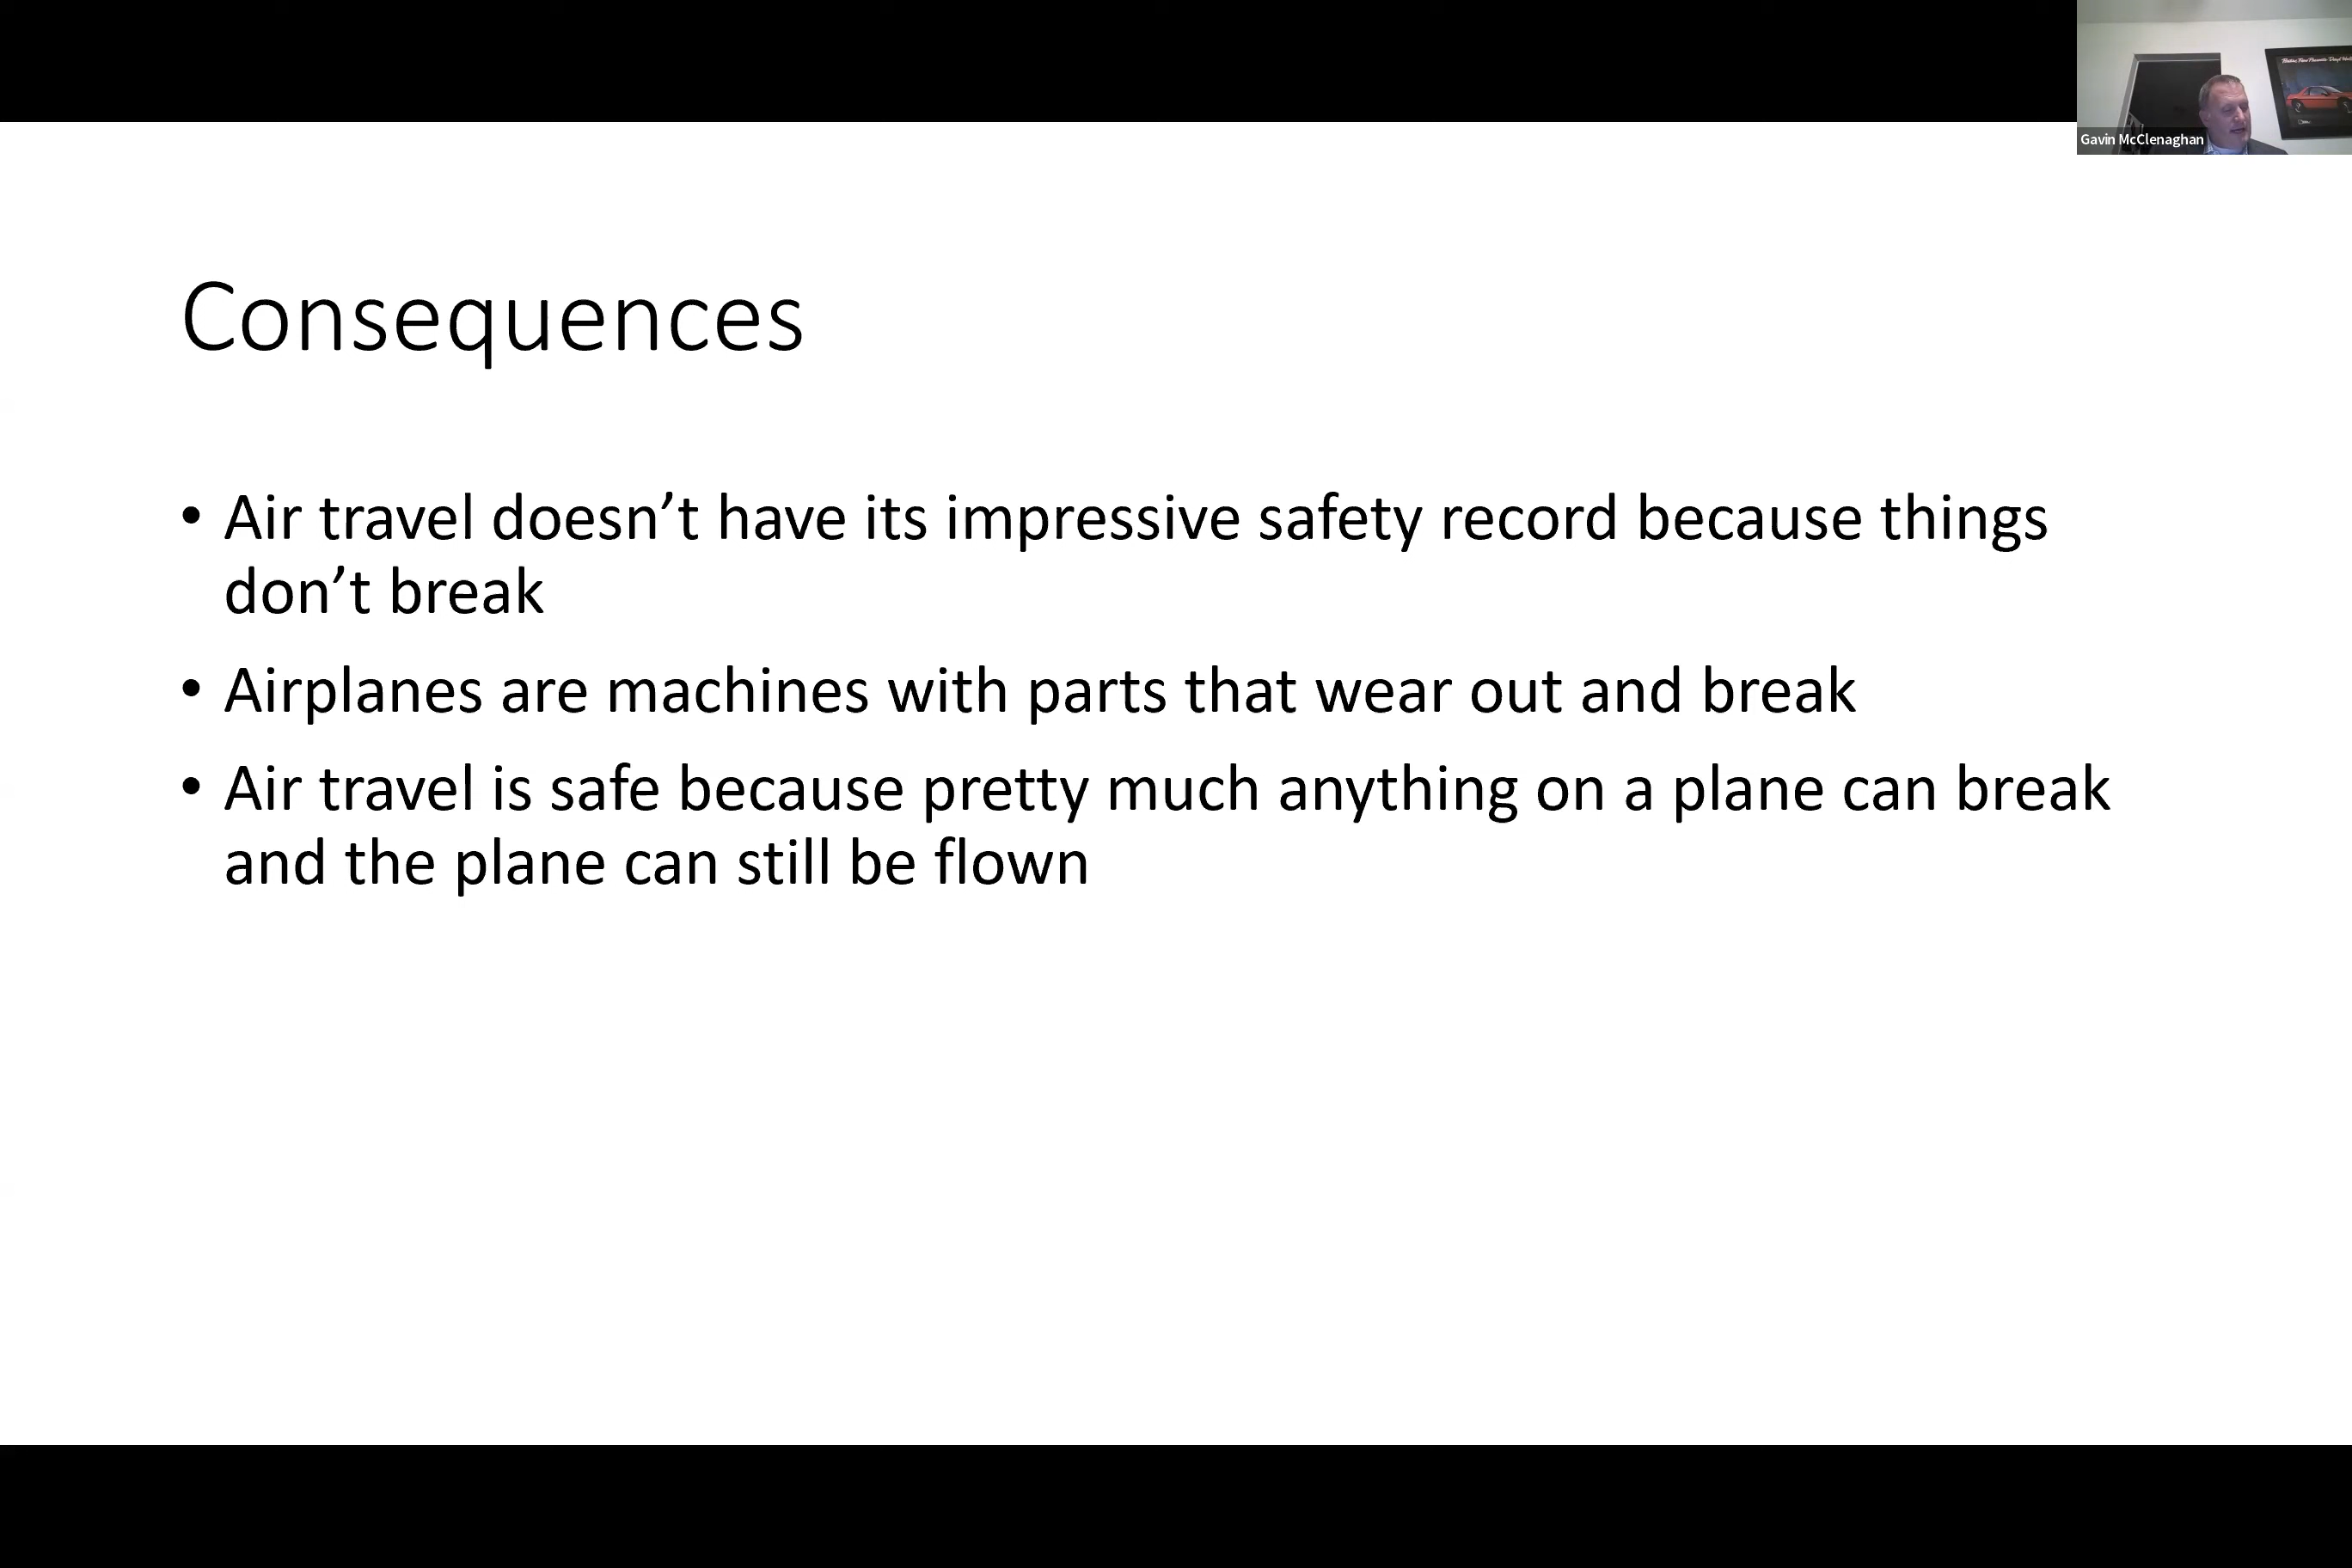 Gavin McClenaghan
Consequences
• Air travel doesn’t have its impressive safety record because things
don’t break
• Airplanes are machines with parts that wear out and break
• Air travel is safe because pretty much anything on a plane can break
and the plane can still be flown